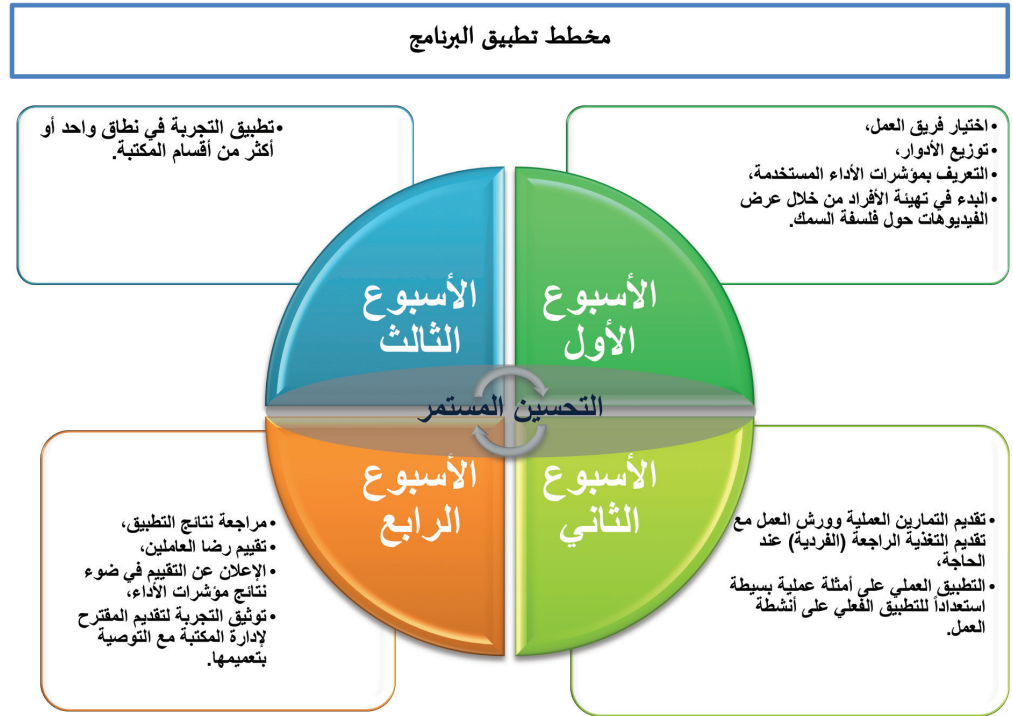 مخطط تطبيق البرنامج
•اختيار فريق العمل،
•توزيع الأدوار،
•التعريف بمؤشرات الأداء المستخدمة،
•البدء في تهيئة الأفراد من خلال عرض
الفيديوهات حول فلسفة السمك.
•تطبيق التجربة في نطاق واحد أو
أكثر من أقسام المكتبة.
الأسبوع
الأول
الأسبوع
الثالث
التحسين المستمر
الأسبوع
الثاني
الأسبوع
الرابع
•تقديم التمارين العملية وورش العمل مع
تقديم التغذية الراجعة (الفردية) عند
الحاجة،
•التطبيق العملي على أمثلة عملية بسيطة
استعداداً للتطبيق الفعلي على أنشطة
العمل.
•مراجعة نتائج التطبيق،
•تقييم رضا العاملين،
•الإعلان عن التقييم في ضوء
نتائج مؤشرات الأداء،
•توثيق التجربة لتقديم المقترح
لإدارة المكتبة مع التوصية
بتعميمها.